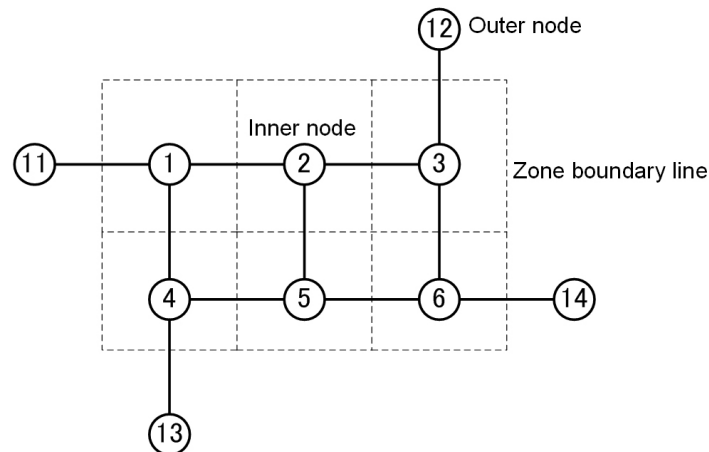 12 Outer node
Inner node
11 1 2 3
Zone boundary line
4 5 6 14
13